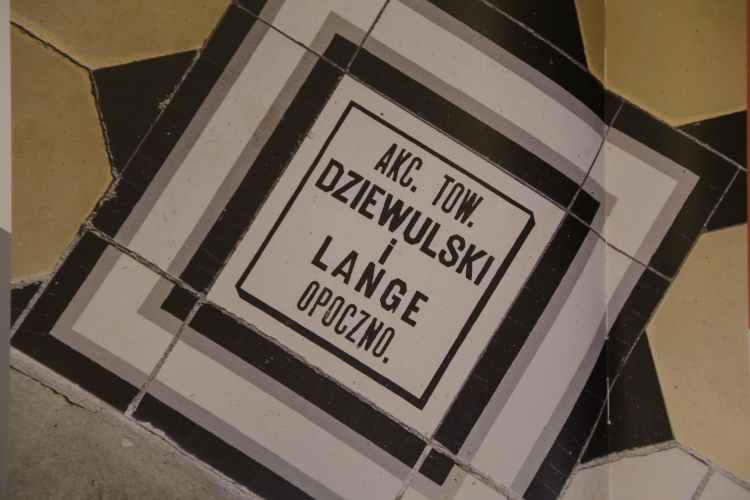 AKC. TOW.
DZIEWULSKI
i
LANGE
OPOCZNO.